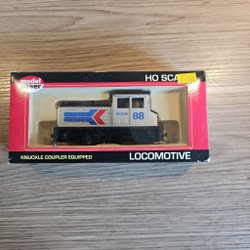 model
power
HO SCA
88
KNUCKLE COUPLER EQUIPPED
LOCOMOTIVE